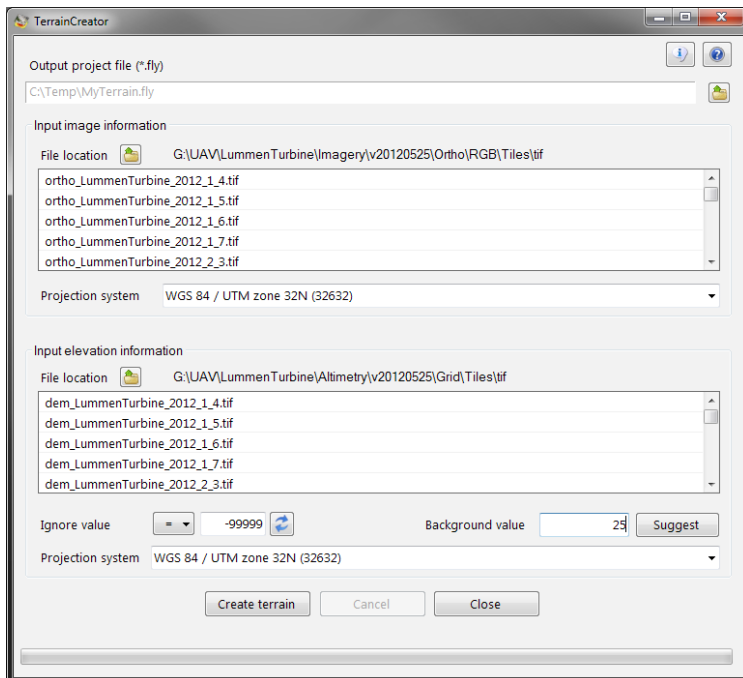 TerrainCreator
Output project file (*.fly)
C:\Temp\MyTerrain.fly
Input image information
File location G:\UAV\LummenTurbine\Imagery\v20120525\Ortho\RGB\Tiles\tif
ortho_LummenTurbine_2012_1_4.tif
ortho_LummenTurbine_2012_1_5.tif
ortho_LummenTurbine_2012_1_6.tif
ortho_LummenTurbine_2012_1_7.tif
ortho_LummenTurbine_2012_2_3.tif
Projection system WGS 84 / UTM zone 32N (32632)
Input elevation information
File location G:\UAV\LummenTurbine\Altimetry\v20120525\Grid\Tiles\tif
dem_LummenTurbine_2012_1_4.tif
dem_LummenTurbine_2012_1_5.tif
dem_LummenTurbine_2012_1_6.tif
dem_LummenTurbine_2012_1_7.tif
dem_LummenTurbine_2012_2_3.tif
Ignore value = -99999 Background value 25 Suggest
Projection system WGS 84 / UTM zone 32N (32632)
Create terrain Cancel Close